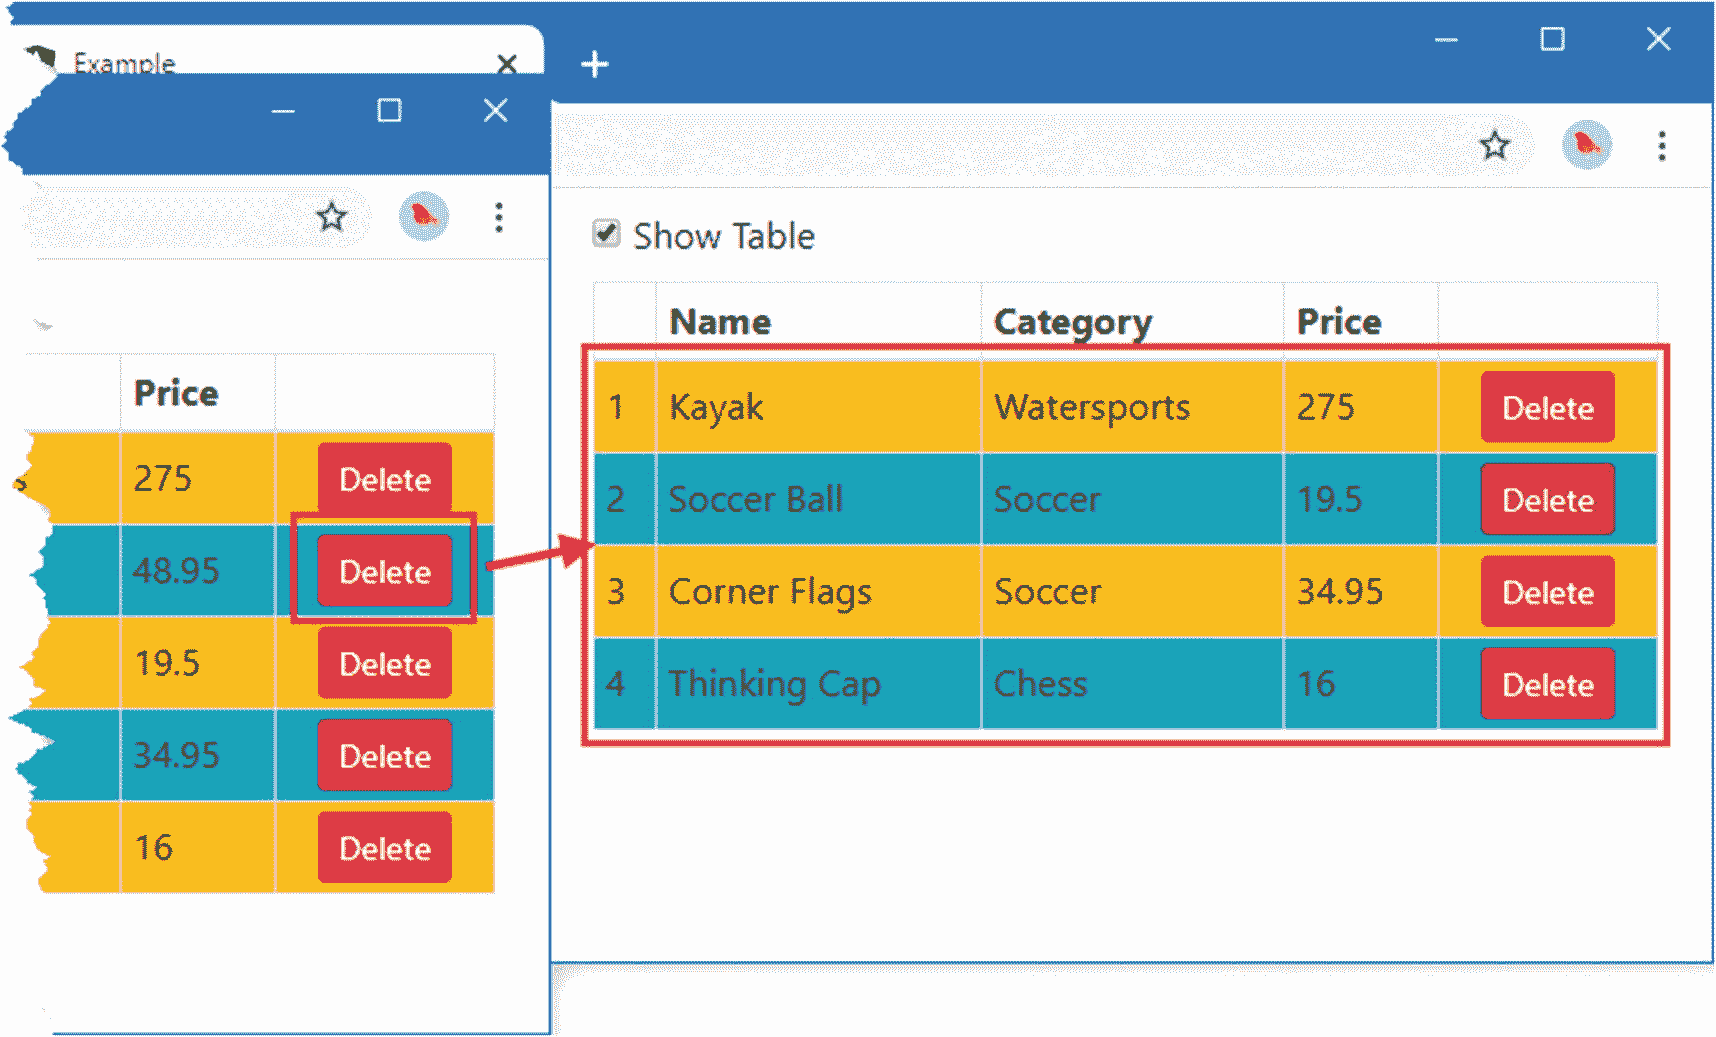 Example
Price
275 Delete
48.95 Delete
19.5 Delete
34.95 Delete
16 Delete
Show Table
Name Category Price
1 Kayak Watersports 275 Delete
2 Soccer Ball Soccer 19.5 Delete
3 Corner Flags Soccer 34.95 Delete
4 Thinking Cap Chess 16 Delete